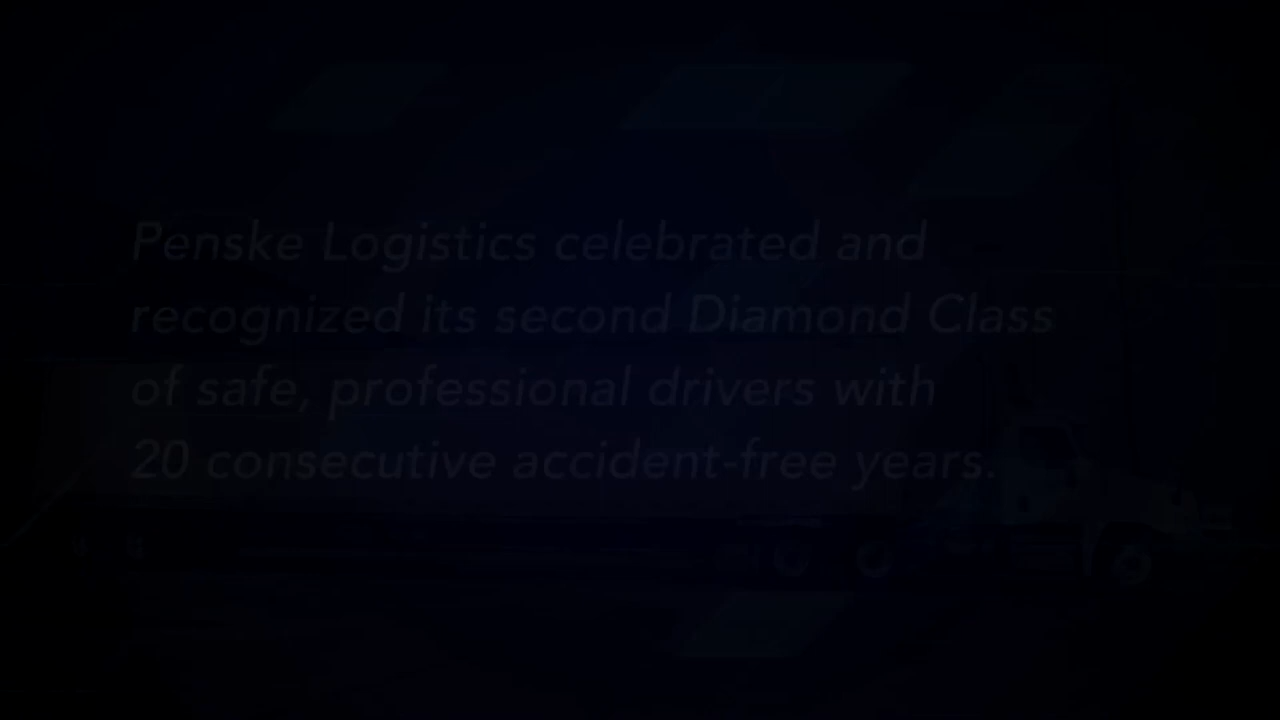 Penske Logistics celebrated and
recognized its second Diamond Class
of safe, professional drivers with
20 consecutive accident-free years.